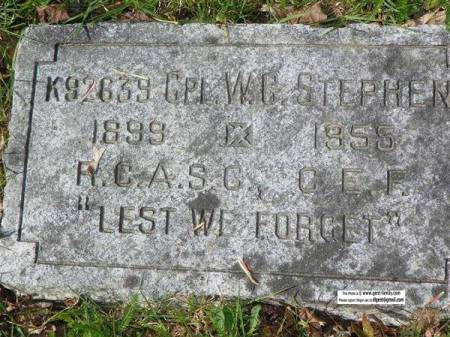 K92639 CPL. W. C. STEPHEN
1899 1955
R.C.A.S.C., C.E.F.
"LEST WE FORGET"